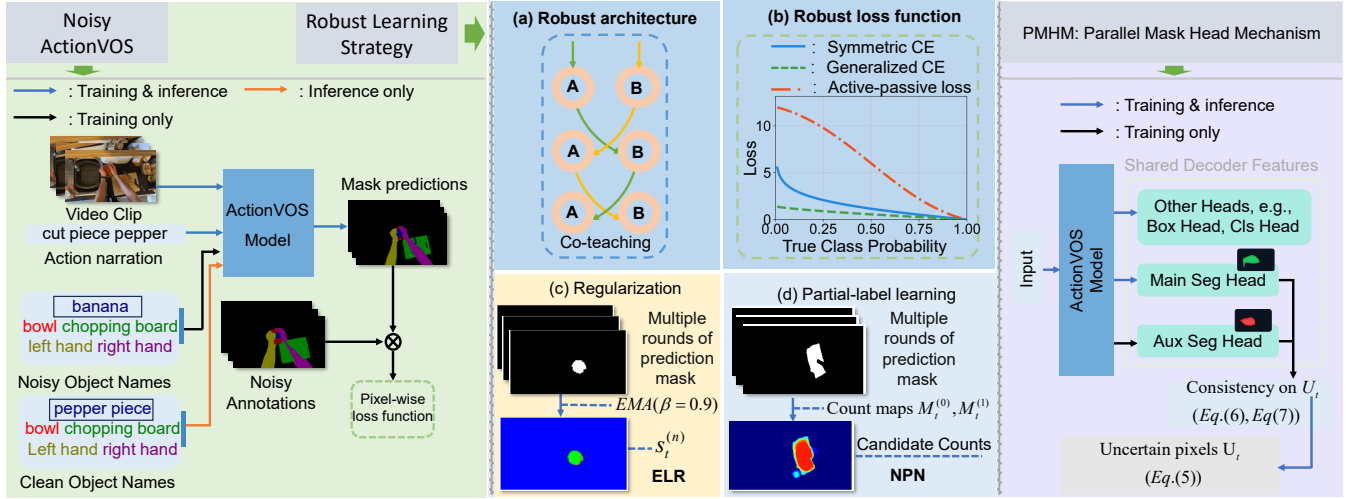 Noisy
ActionVOS
Robust Learning
Strategy
: Training & inference
: Inference only
: Training only
Video Clip
cut piece pepper
Action narration
ActionVOS
Model
Mask predictions
banana
bowl chopping board
left hand right hand
Noisy Object Names
pepper piece
bowl chopping board
Left hand right hand
Clean Object Names
Noisy
Annotations
Pixel-wise
loss function
(a) Robust architecture
A
B
A
B
A
B
Co-teaching
(b) Robust loss function
: Symmetric CE
: Generalized CE
: Active-passive loss
Loss
10
5
0
0.00 0.25 0.50 0.75 1.00
True Class Probability
(c) Regularization
Multiple
rounds of
prediction
mask
EMA(β = 0.9)
S_t^{(n)}
ELR
(d) Partial-label learning
Multiple
rounds of
prediction
mask
Count maps M_t^{(0)}, M_t^{(1)}
Candidate Counts
NPN
PMHM: Parallel Mask Head Mechanism
: Training & inference
: Training only
Shared Decoder Features
Input
ActionVOS
Model
Other Heads, e.g.,
Box Head, Cls Head
Main Seg Head
Aux Seg Head
Consistency on U_t
(Eq.(6), Eq(7))
Uncertain pixels U_t
(Eq.(5))